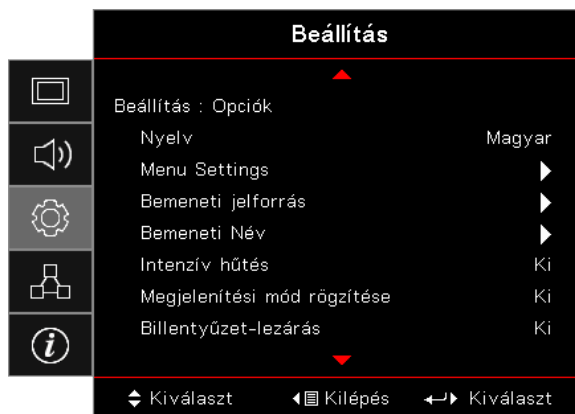 Beállítás
Beállítás : Opciók
Nyelv Magyar
Menu Settings
Bemeneti jelforrás
Bemeneti Név
Intenzív hűtés Ki
Megjelenítési mód rögzítése Ki
Billentyűzet-lezárás Ki
Kiválaszt Kilépés Kiválaszt